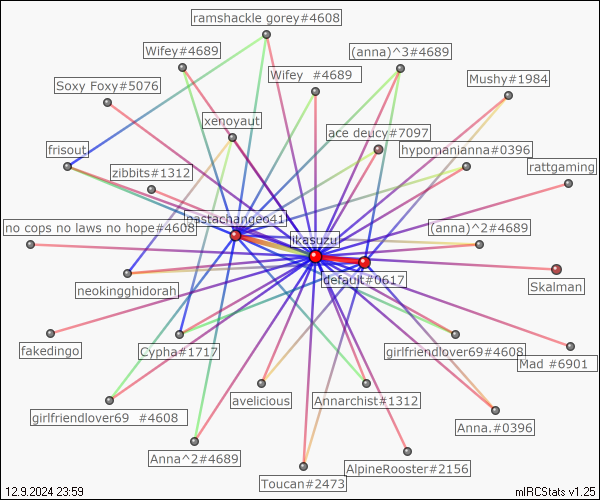 ramshackle gorey#4608
Wifey#4689
(anna)^3#4689
Wifey  #4689
Mushy#1984
Soxy Foxy#5076
xenoyaut
ace deucy#7097
frisout
hypomanianna#0396
zibbits#1312
rattgaming
hastachangeo41
no cops no laws no hope#4608
(anna)^2#4689
ikasuzu
default#0617
neokingghidorah
Skalman
fakedingo
Cypha#1717
girlfriendlover69#4608
Mad #6901
avelicious
Annarchist#1312
girlfriendlover69  #4608
Anna.#0396
Anna^2#4689
AlpineRooster#2156
Toucan#2473
12.9.2024 23:59
mIRCStats v1.25